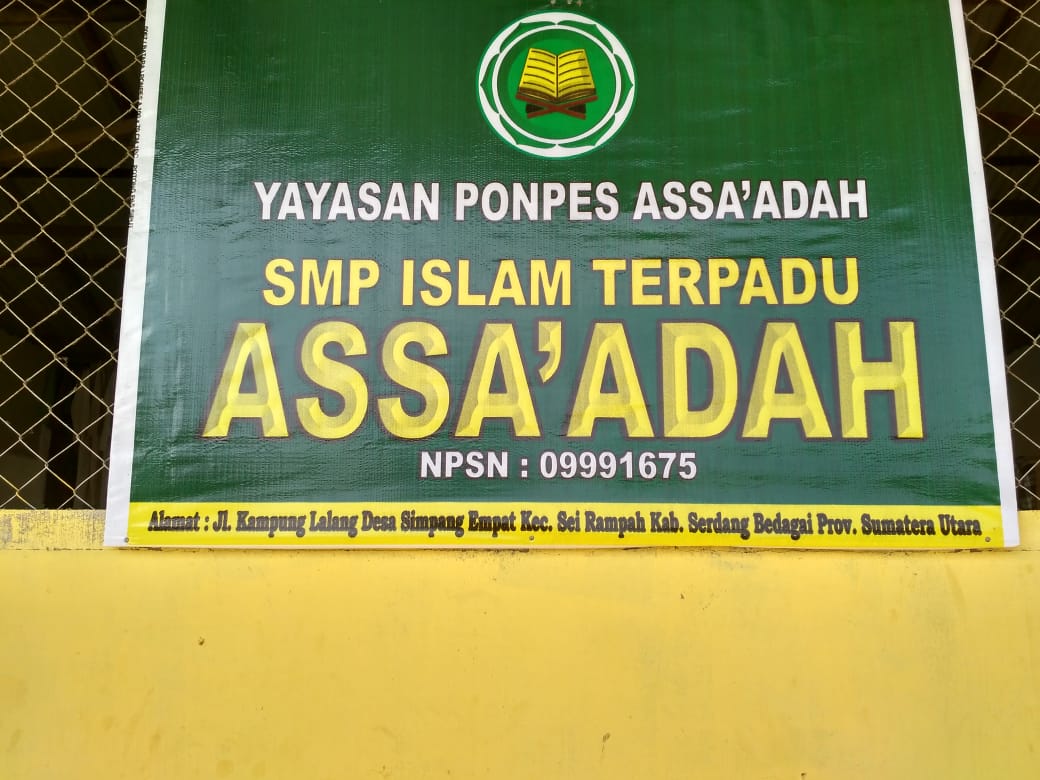 YAYASAN PONPES ASSA'ADAH
SMP ISLAM TERPADU
ASSA'ADAH
NPSN : 09991675
Alamat : Jl. Kampung Lalang Desa Simpang Empat Kec. Sei Rampah Kab. Serdang Bedagai Prov. Sumatera Utara